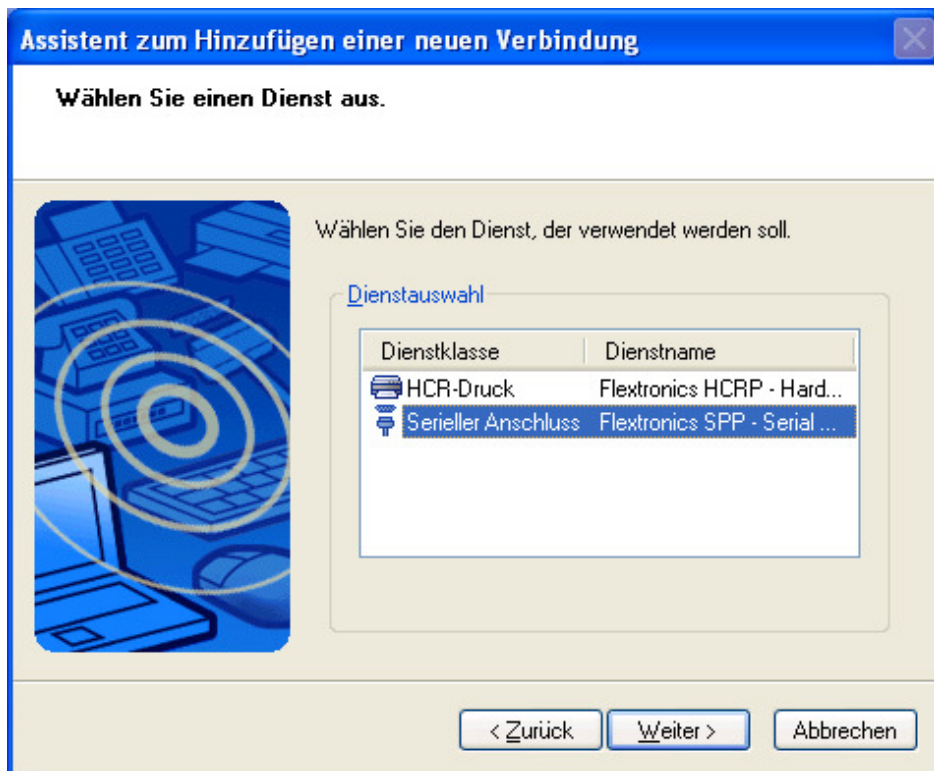 Assistent zum Hinzufügen einer neuen Verbindung
Wählen Sie einen Dienst aus.
Wählen Sie den Dienst, der verwendet werden soll.
Dienstauswahl
Dienstklasse Dienstname
HCR-Druck Flextronics HCRP - Hard...
Serieller Anschluss Flextronics SPP - Serial ...
< Zurück Weiter > Abbrechen